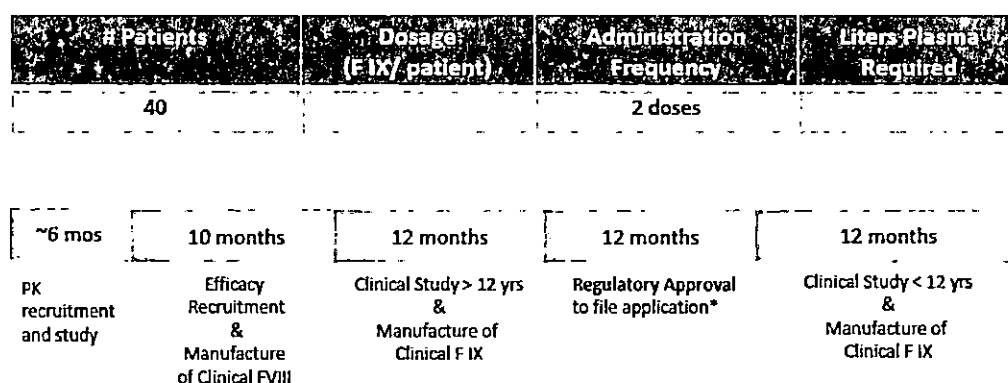 # Patients
Dosage
(F IX/ patient)
Administration
Frequency
Liters Plasma
Required
40
2 doses
~6 mos
10 months
12 months
12 months
12 months
PK
recruitment
and study
Efficacy
Recruitment
&
Manufacture
of Clinical FVIII
Clinical Study > 12 yrs
&
Manufacture of
Clinical F IX
Regulatory Approval
to file application*
Clinical Study < 12 yrs
&
Manufacture of
Clinical F IX